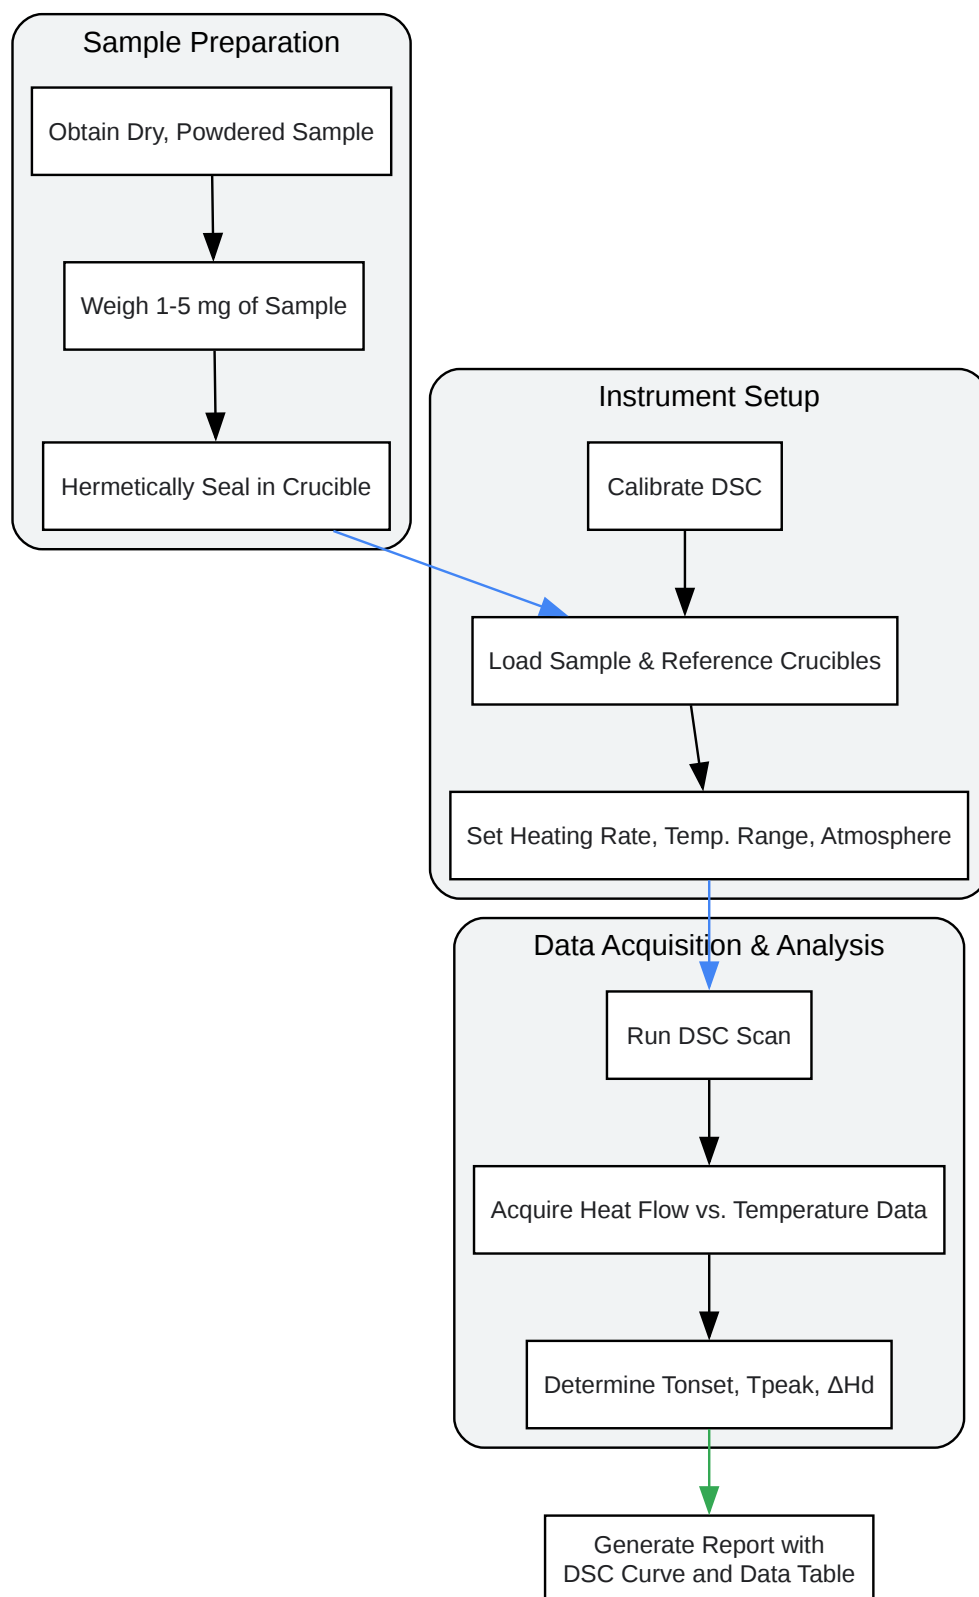 Sample Preparation
Obtain Dry, Powdered Sample
Weigh 1-5 mg of Sample
Hermetically Seal in Crucible
Instrument Setup
Calibrate DSC
Load Sample & Reference Crucibles
Set Heating Rate, Temp. Range, Atmosphere
Data Acquisition & Analysis
Run DSC Scan
Acquire Heat Flow vs. Temperature Data
Determine Tonset, Tpeak, ΔHd
Generate Report with
DSC Curve and Data Table